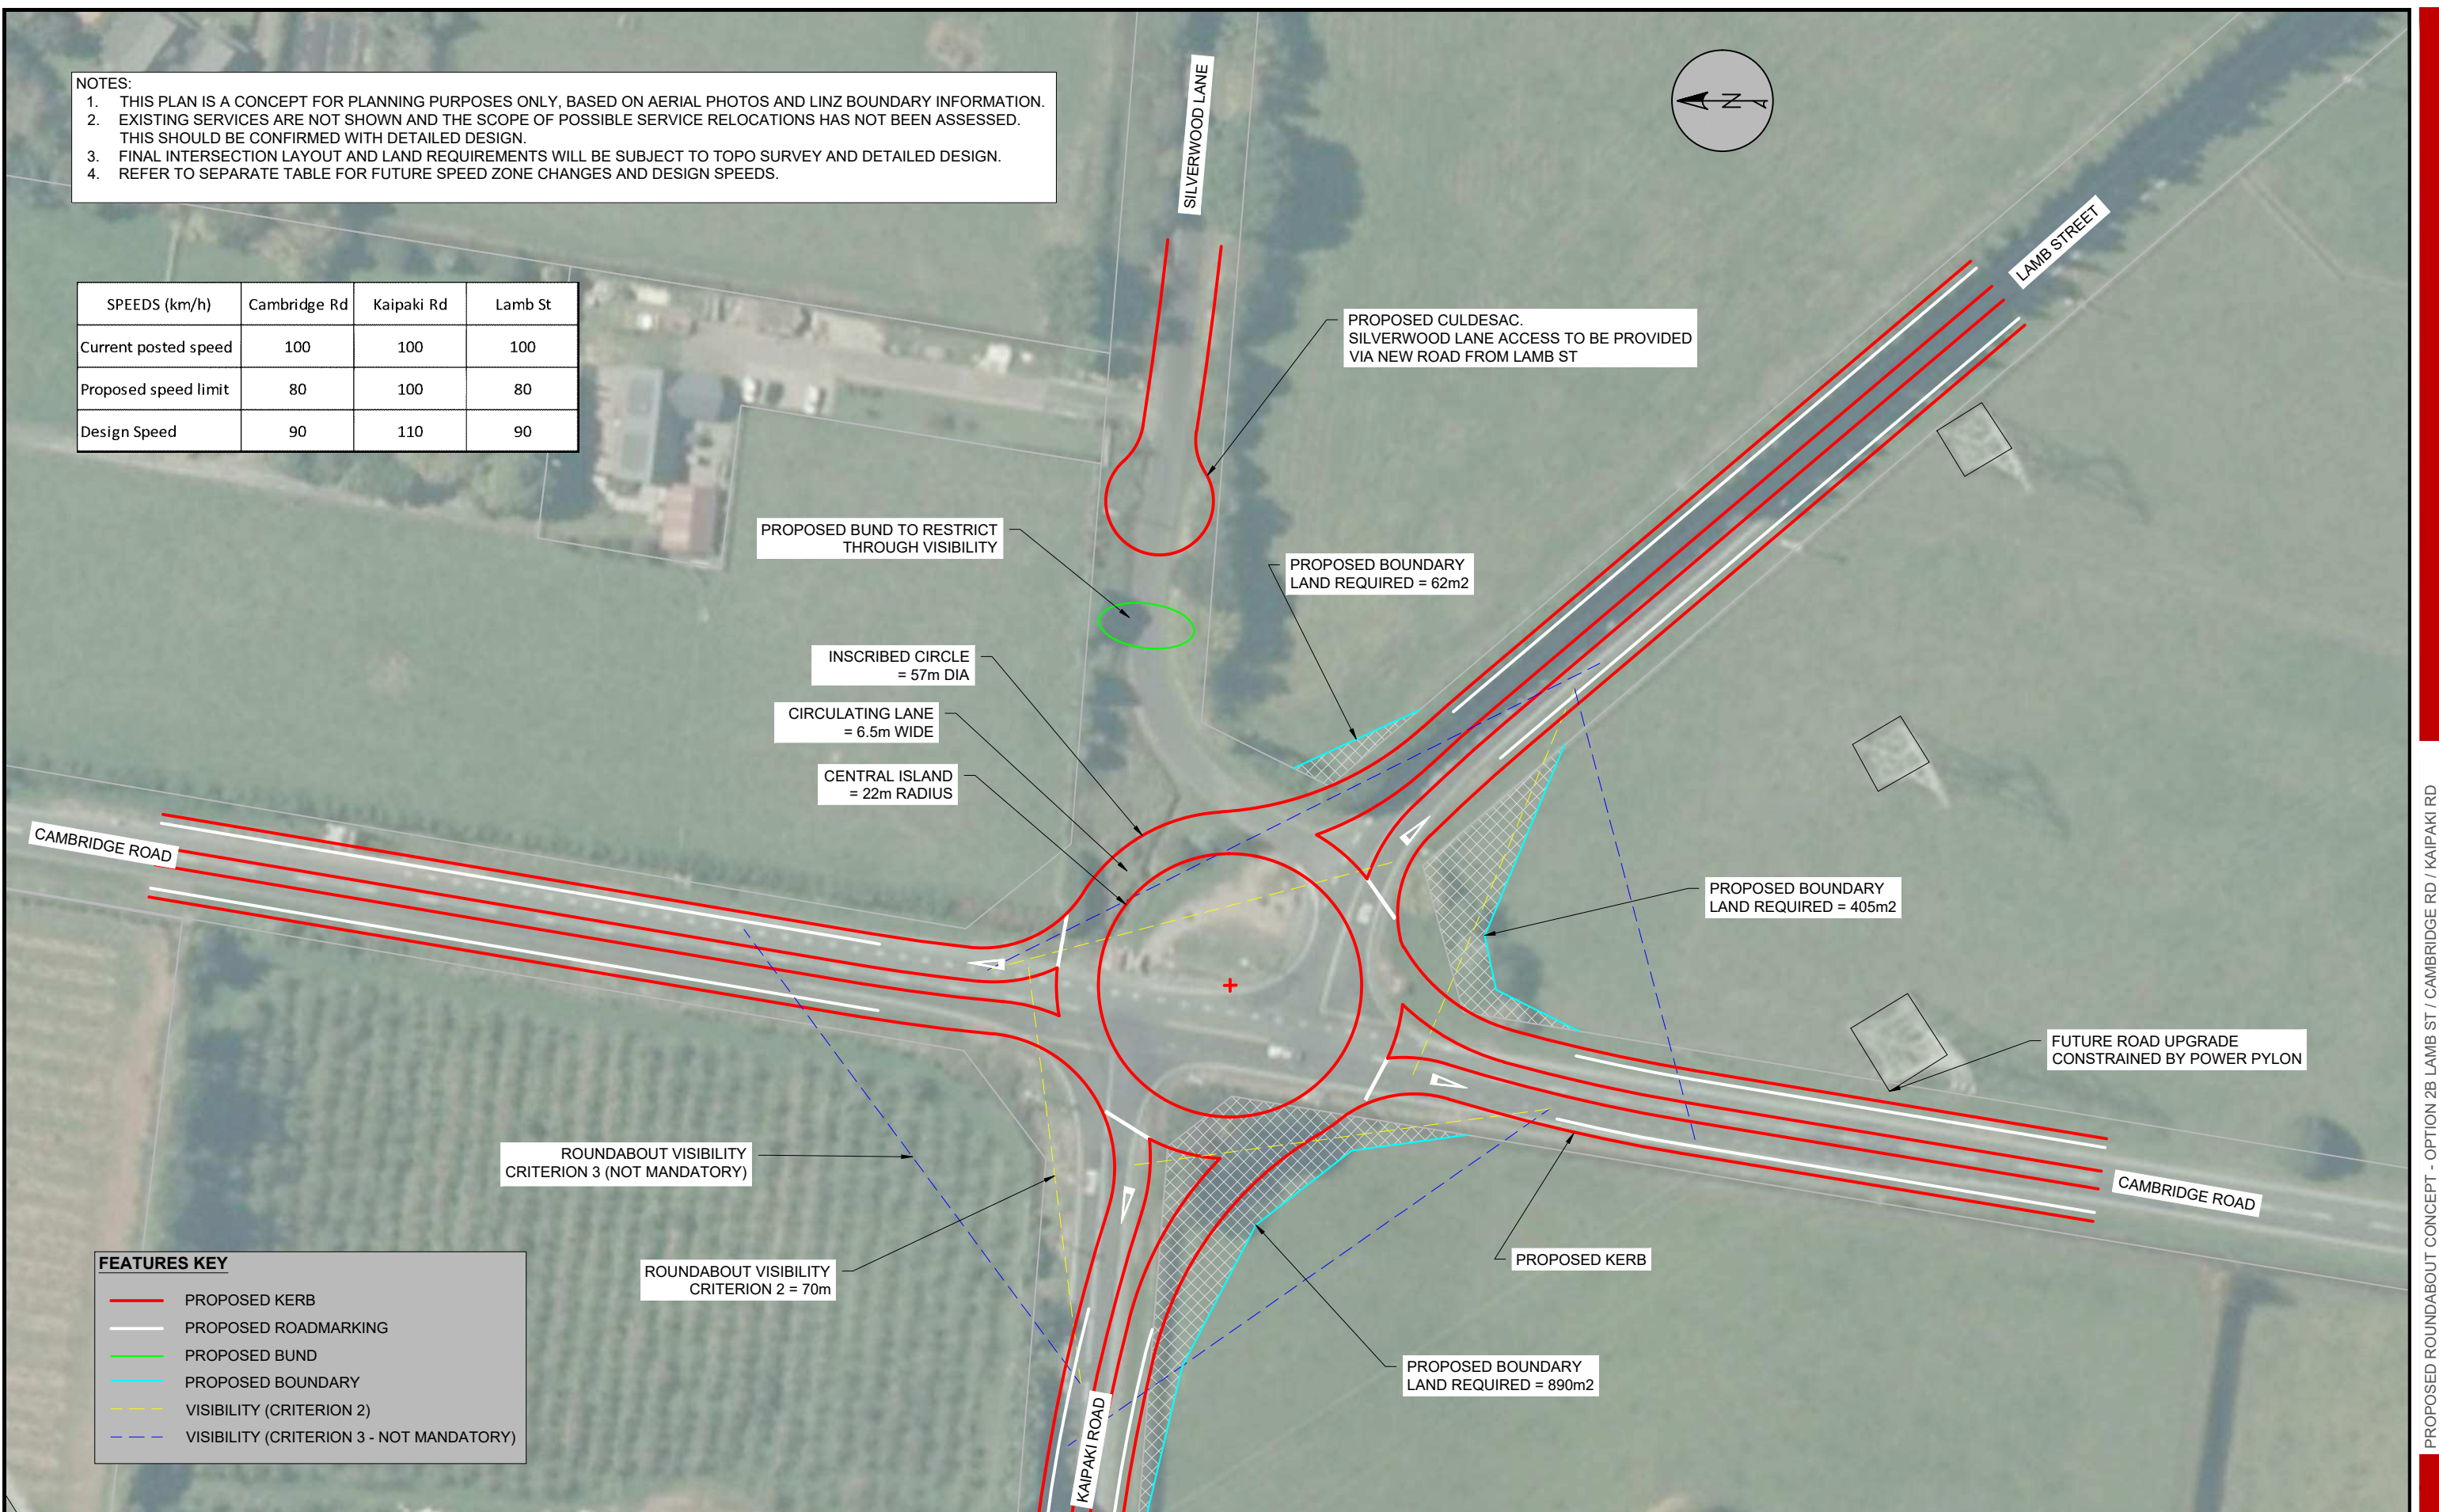 NOTES:
1. THIS PLAN IS A CONCEPT FOR PLANNING PURPOSES ONLY, BASED ON AERIAL PHOTOS AND LINZ BOUNDARY INFORMATION.
2. EXISTING SERVICES ARE NOT SHOWN AND THE SCOPE OF POSSIBLE SERVICE RELOCATIONS HAS NOT BEEN ASSESSED.
THIS SHOULD BE CONFIRMED WITH DETAILED DESIGN.
3. FINAL INTERSECTION LAYOUT AND LAND REQUIREMENTS WILL BE SUBJECT TO TOPO SURVEY AND DETAILED DESIGN.
4. REFER TO SEPARATE TABLE FOR FUTURE SPEED ZONE CHANGES AND DESIGN SPEEDS.
SILVERWOOD LANE
N
LAMB STREET
SPEEDS (km/h) Cambridge Rd Kaipaki Rd Lamb St
Current posted speed 100 100 100
Proposed speed limit 80 100 80
Design Speed 90 110 90
PROPOSED CULDESAC.
SILVERWOOD LANE ACCESS TO BE PROVIDED
VIA NEW ROAD FROM LAMB ST
PROPOSED BUND TO RESTRICT
THROUGH VISIBILITY
PROPOSED BOUNDARY
LAND REQUIRED = 62m2
INSCRIBED CIRCLE
= 57m DIA
CIRCULATING LANE
= 6.5m WIDE
CENTRAL ISLAND
= 22m RADIUS
CAMBRIDGE ROAD
PROPOSED BOUNDARY
LAND REQUIRED = 405m2
FUTURE ROAD UPGRADE
CONSTRAINED BY POWER PYLON
ROUNDABOUT VISIBILITY
CRITERION 3 (NOT MANDATORY)
CAMBRIDGE ROAD
ROUNDABOUT VISIBILITY
CRITERION 2 = 70m
PROPOSED KERB
PROPOSED BOUNDARY
LAND REQUIRED = 890m2
KAIPAKI ROAD
FEATURES KEY
PROPOSED KERB
PROPOSED ROADMARKING
PROPOSED BUND
PROPOSED BOUNDARY
VISIBILITY (CRITERION 2)
VISIBILITY (CRITERION 3 - NOT MANDATORY)
PROPOSED ROUNDABOUT CONCEPT - OPTION 2B LAMB ST / CAMBRIDGE RD / KAIPAKI RD